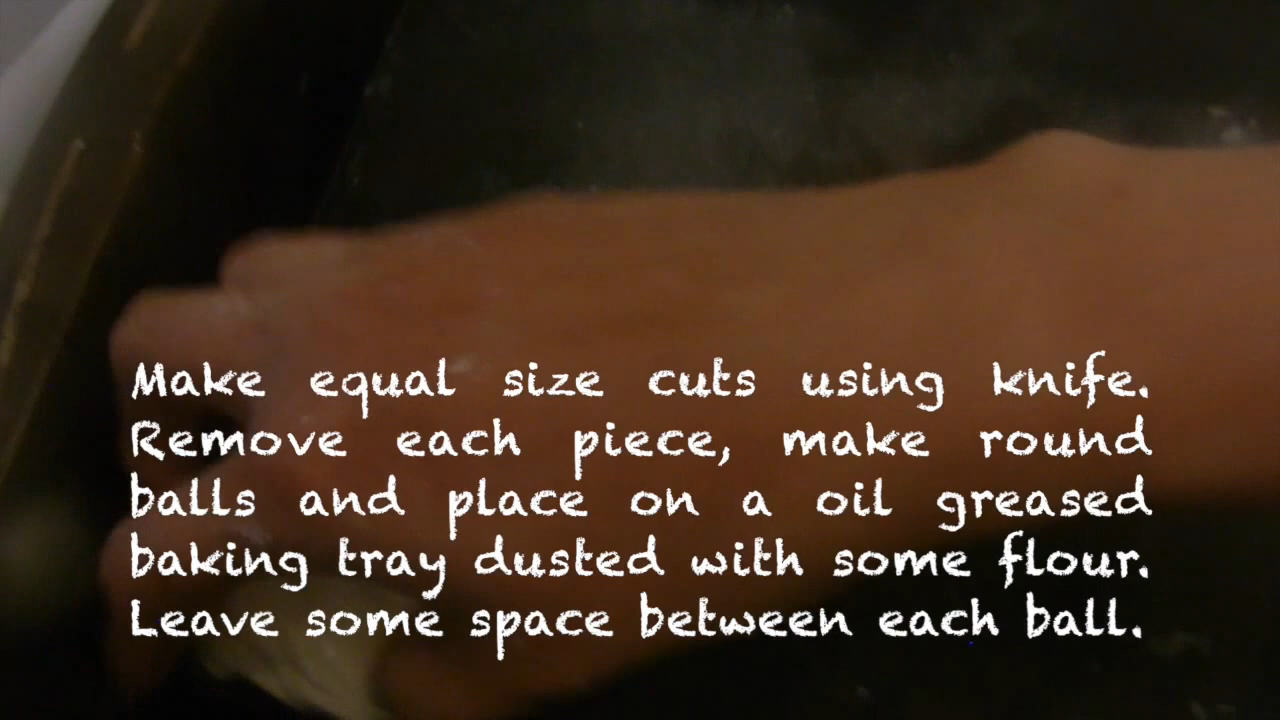 Make equal size cuts using knife.
Remove each piece, make round
balls and place on a oil greased
baking tray dusted with some flour.
Leave some space between each ball.